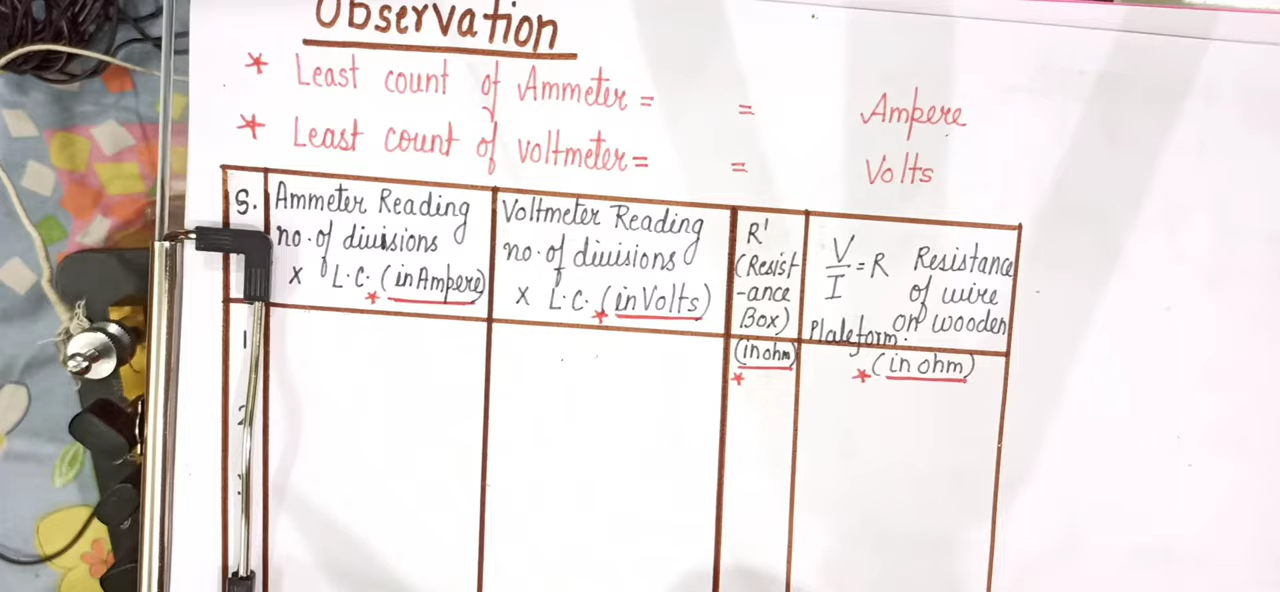 Observation
* Least count of Ammeter = = Ampere
* Least count of voltmeter = = Volts
S.
Ammeter Reading
no. of divisions
x L.C. (in Ampere)
*
Voltmeter Reading
no. of divisions
x L.C. (in Volts)
*
R'
(Resist
-ance
Box)
(in ohm)
*
V/I = R Resistance
of wire
on wooden
Plateform.
*(in ohm)
1
2